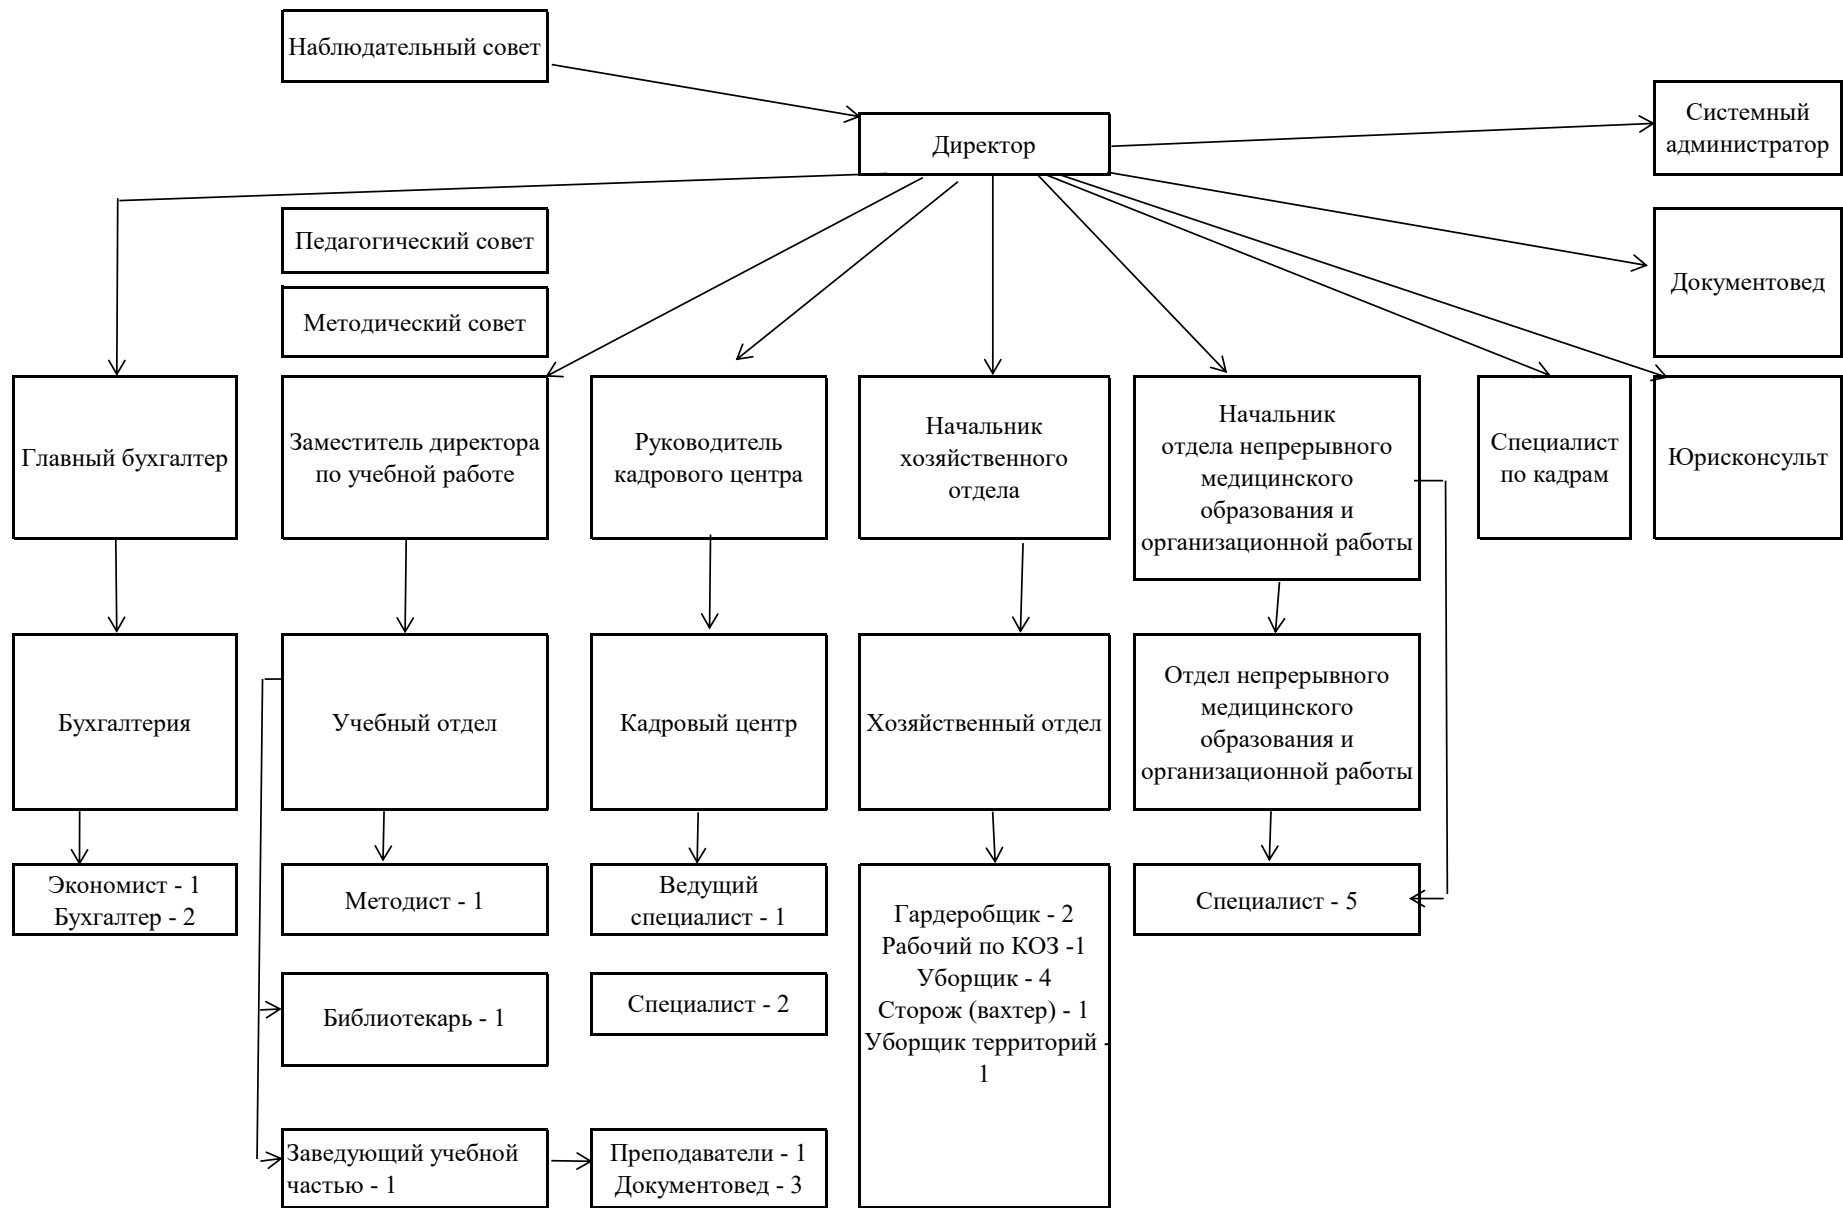 Наблюдательный совет
Директор
Системный
администратор
Педагогический совет
Методический совет
Документовед
Главный бухгалтер
Заместитель директора
по учебной работе
Руководитель
кадрового центра
Начальник
хозяйственного
отдела
Начальник
отдела непрерывного
медицинского
образования и
организационной работы
Специалист
по кадрам
Юрисконсульт
Бухгалтерия
Учебный отдел
Кадровый центр
Хозяйственный отдел
Отдел непрерывного
медицинского
образования и
организационной работы
Экономист - 1
Бухгалтер - 2
Методист - 1
Ведущий
специалист - 1
Гардеробщик - 2
Рабочий по КОЗ -1
Уборщик - 4
Сторож (вахтер) - 1
Уборщик территорий -
1
Специалист - 5
Библиотекарь - 1
Специалист - 2
Заведующий учебной
частью - 1
Преподаватели - 1
Документовед - 3